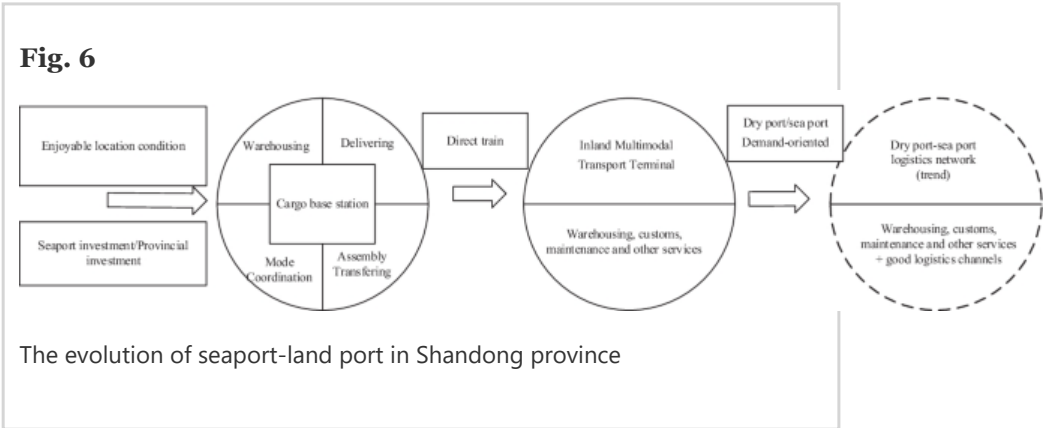 Fig. 6
Enjoyable location condition
Seaport investment/Provincial
investment
Warehousing
Delivering
Cargo base station
Mode
Coordination
Assembly
Transfering
Direct train
Inland Multimodal
Transport Terminal
Warehousing, customs,
maintenance and other services
Dry port/sea port
Demand-oriented
Dry port-sea port
logistics network
(trend)
Warehousing, customs,
maintenance and other services
+ good logistics channels
The evolution of seaport-land port in Shandong province